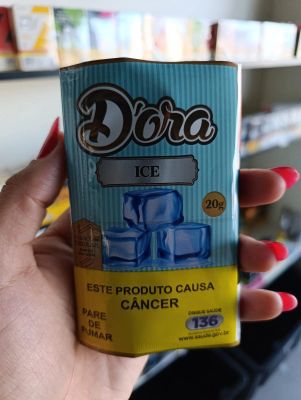 D'ora
ICE
20g
ESTE PRODUTO CAUSA
CÂNCER
PARE
DE
FUMAR
DISQUE SAÚDE
136
www.saude.gov.br